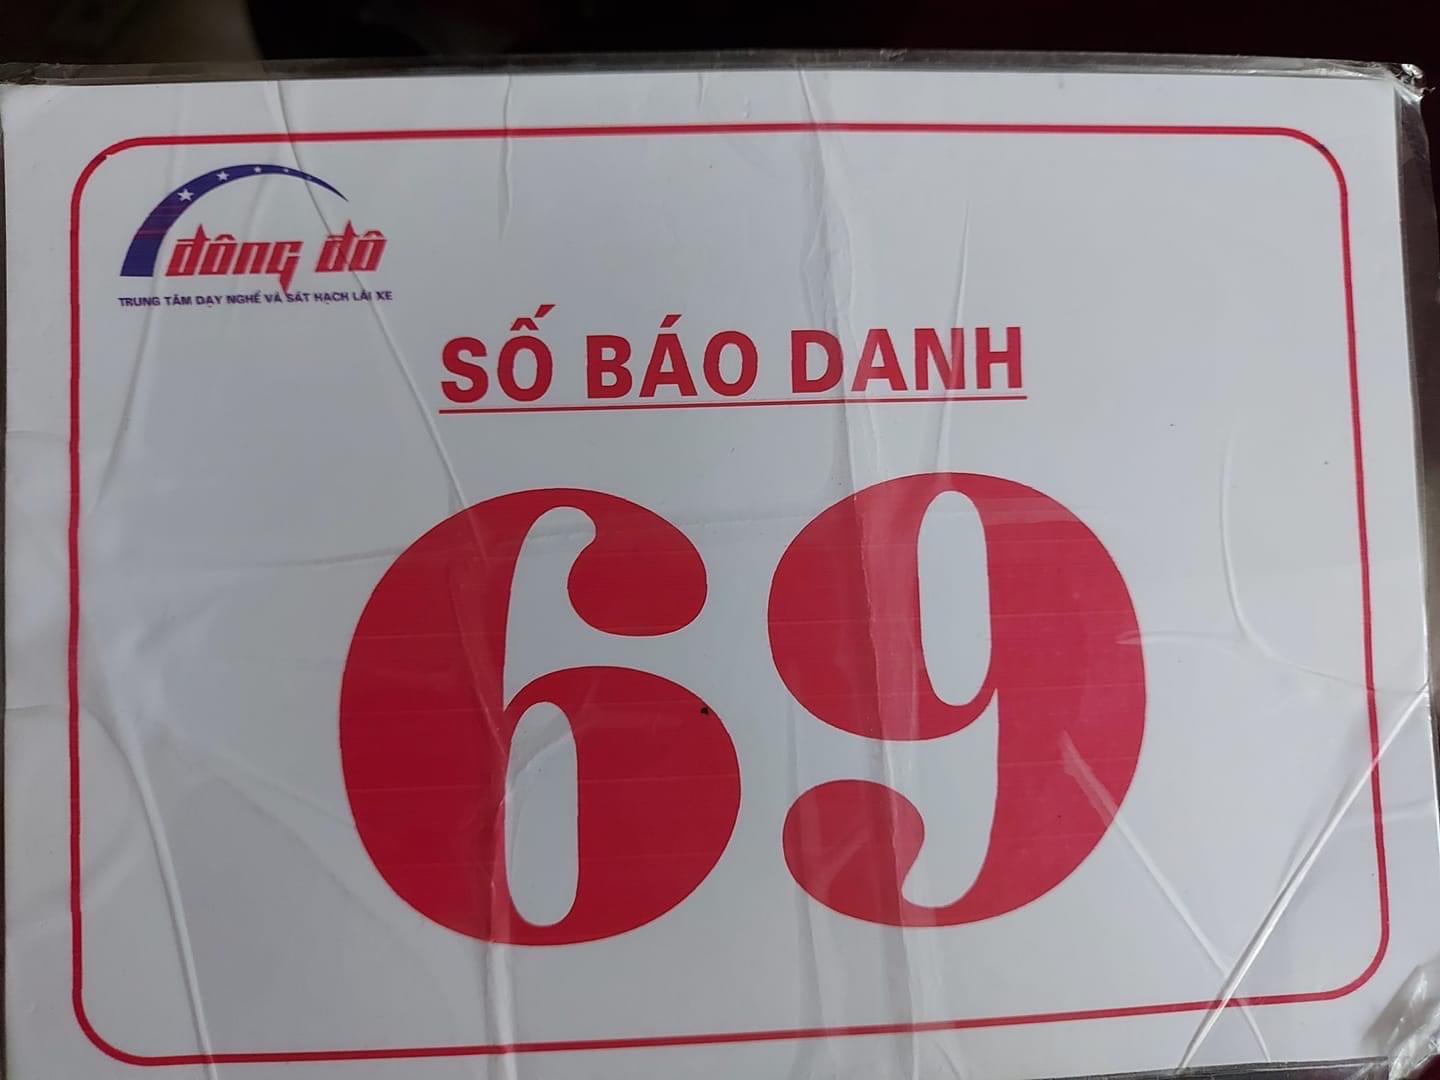 đông đô
TRUNG TÂM DẠY NGHỀ VÀ SÁT HẠCH LÁI XE
SỐ BÁO DANH
69